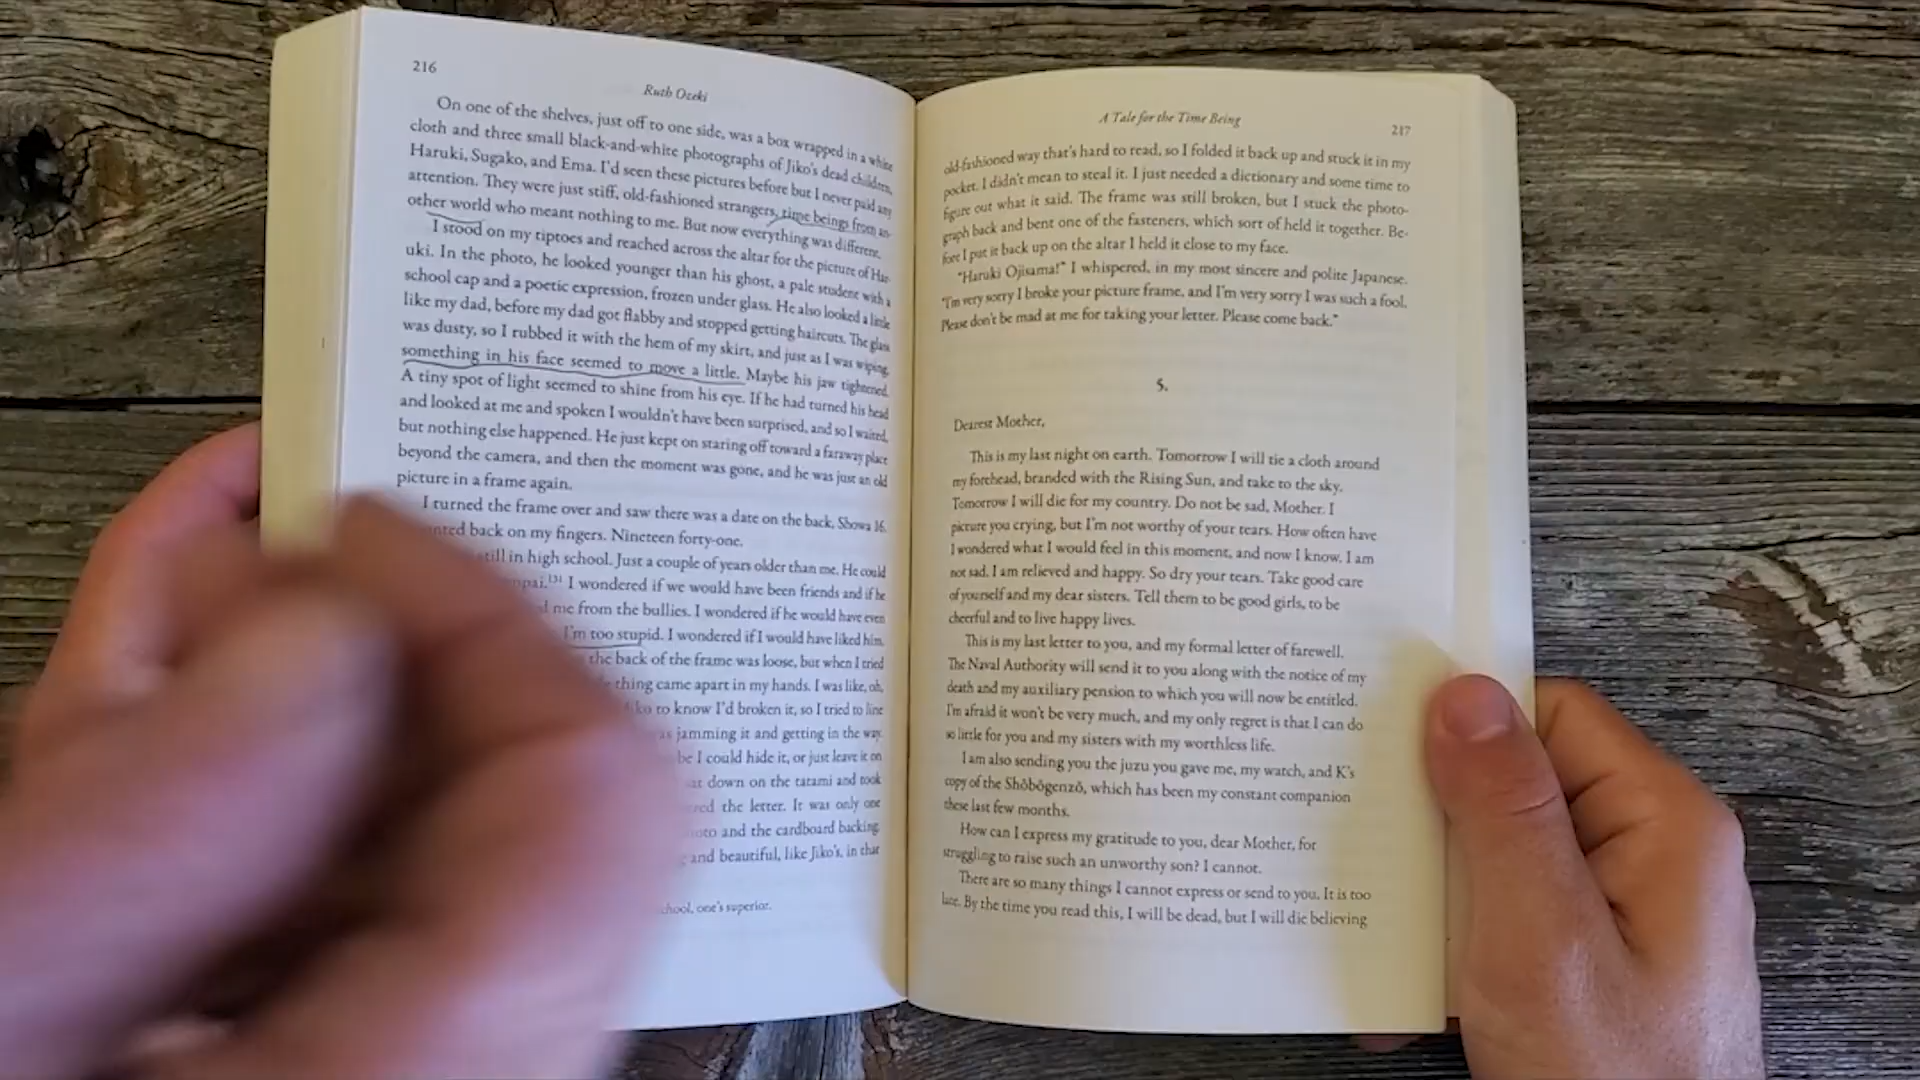 216
Ruth Ozeki
On one of the shelves, just off to one side, was a box wrapped in a white
cloth and three small black-and-white photographs of Jiko's dead children,
Haruki, Sugako, and Ema. I'd seen these pictures before but I never paid any
attention. They were just stiff, old-fashioned strangers, time beings from an-
other world who meant nothing to me. But now everything was different.
I stood on my tiptoes and reached across the altar for the picture of Har-
uki. In the photo, he looked younger than his ghost, a pale student with a
school cap and a poetic expression, frozen under glass. He also looked a little
like my dad, before my dad got flabby and stopped getting haircuts. The glass
was dusty, so I rubbed it with the hem of my skirt, and just as I was wiping,
something in his face seemed to move a little. Maybe his jaw tightened.
A tiny spot of light seemed to shine from his eye. If he had turned his head
and looked at me and spoken I wouldn't have been surprised, and so I waited,
but nothing else happened. He just kept on staring off toward a faraway place
beyond the camera, and then the moment was gone, and he was just an old
picture in a frame again.
I turned the frame over and saw there was a date on the back, Showa 16.
nted back on my fingers. Nineteen forty-one.
still in high school. Just a couple of years older than me. He could
npai.¹³¹ I wondered if we would have been friends and if he
d me from the bullies. I wondered if he would have even
I'm too stupid. I wondered if I would have liked him.
the back of the frame was loose, but when I tried
thing came apart in my hands. I was like, oh,
iko to know I'd broken it, so I tried to line
as jamming it and getting in the way.
be I could hide it, or just leave it on
at down on the tatami and took
red the letter. It was only one
oto and the cardboard backing.
and beautiful, like Jiko's, in that
chool, one's superior.
A Tale for the Time Being
217
old-fashioned way that's hard to read, so I folded it back up and stuck it in my
pocket. I didn't mean to steal it. I just needed a dictionary and some time to
figure out what it said. The frame was still broken, but I stuck the photo-
graph back and bent one of the fasteners, which sort of held it together. Be-
fore I put it back up on the altar I held it close to my face.
"Haruki Ojisama!" I whispered, in my most sincere and polite Japanese.
"I'm very sorry I broke your picture frame, and I'm very sorry I was such a fool.
Please don't be mad at me for taking your letter. Please come back."
5.
Dearest Mother,
This is my last night on earth. Tomorrow I will tie a cloth around
my forehead, branded with the Rising Sun, and take to the sky.
Tomorrow I will die for my country. Do not be sad, Mother. I
picture you crying, but I'm not worthy of your tears. How often have
I wondered what I would feel in this moment, and now I know. I am
not sad. I am relieved and happy. So dry your tears. Take good care
of yourself and my dear sisters. Tell them to be good girls, to be
cheerful and to live happy lives.
This is my last letter to you, and my formal letter of farewell.
The Naval Authority will send it to you along with the notice of my
death and my auxiliary pension to which you will now be entitled.
I'm afraid it won't be very much, and my only regret is that I can do
so little for you and my sisters with my worthless life.
I am also sending you the juzu you gave me, my watch, and K's
copy of the Shōbōgenzō, which has been my constant companion
these last few months.
How can I express my gratitude to you, dear Mother, for
struggling to raise such an unworthy son? I cannot.
There are so many things I cannot express or send to you. It is too
late. By the time you read this, I will be dead, but I will die believing